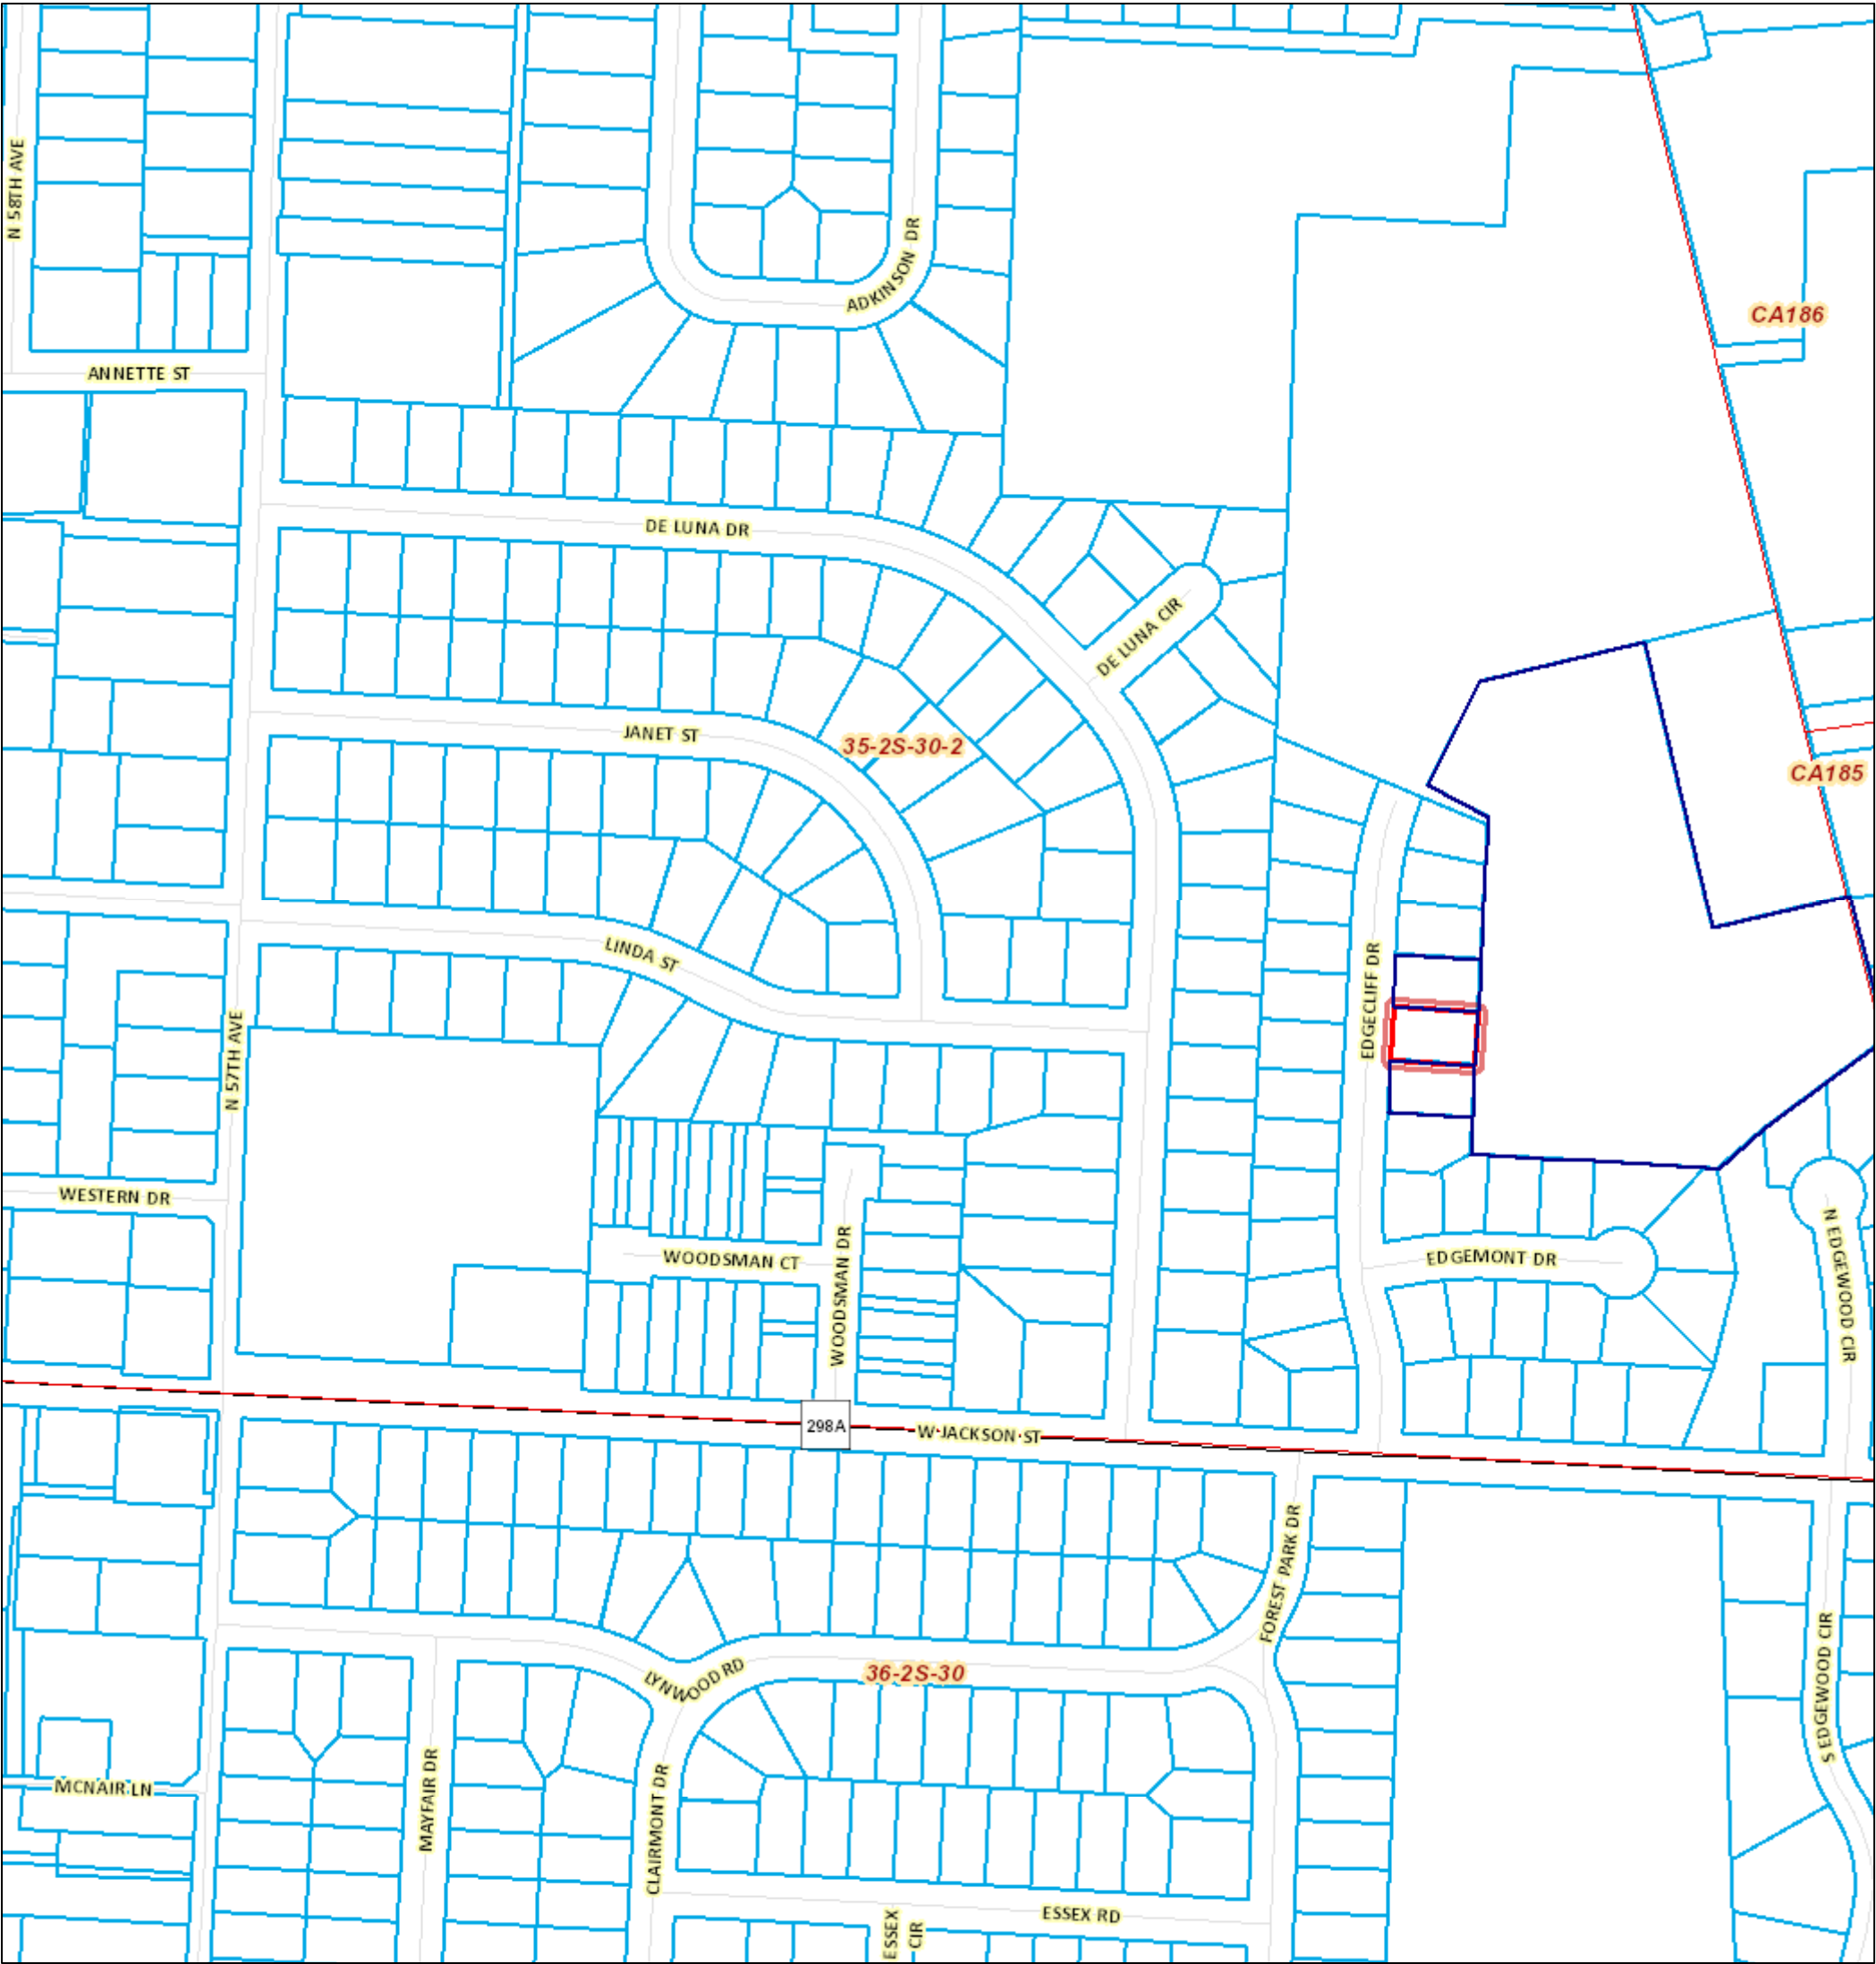 N 58TH AVE
ADKINSON DR
CA186
ANNETTE ST
DE LUNA DR
DE LUNA CIR
JANET ST
35-2S-30-2
CA185
LINDA ST
EDGECLIFF DR
N 57TH AVE
WESTERN DR
WOODSMAN CT
WOODSMAN DR
EDGEMONT DR
N EDGEWOOD CIR
298A
W JACKSON ST
FOREST PARK DR
LYNWOOD RD
36-2S-30
S EDGEWOOD CIR
MCNAIR LN
MAYFAIR DR
CLAIRMONT DR
ESSEX RD
ESSEX
CIR